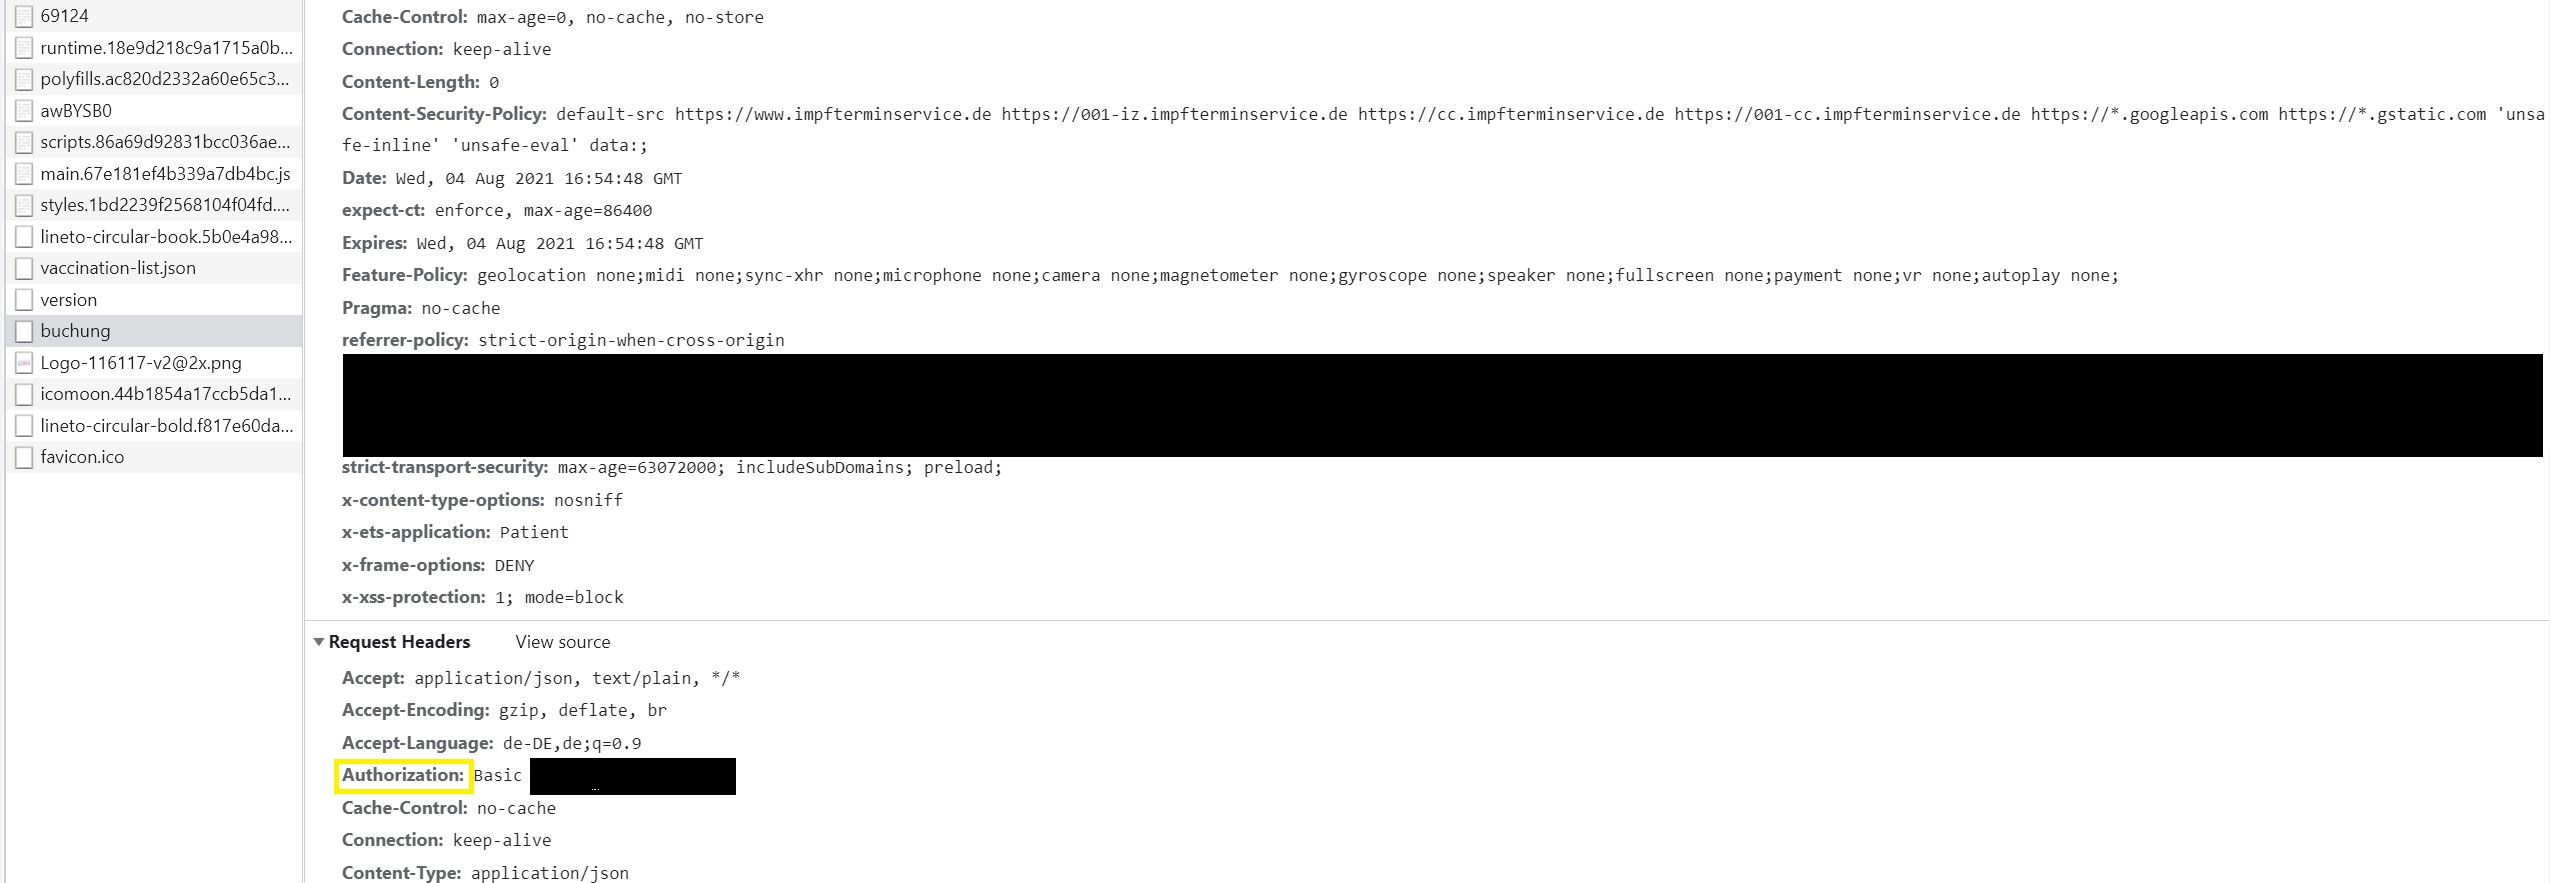 69124
runtime.18e9d218c9a1715a0b...
polyfills.ac820d2332a60e65c3...
awBYSB0
scripts.86a69d92831bcc036ae...
main.67e181ef4b339a7db4bc.js
styles.1bd2239f2568104f04fd....
lineto-circular-book.5b0e4a98...
vaccination-list.json
version
buchung
Logo-116117-v2@2x.png
icomoon.44b1854a17ccb5da1...
lineto-circular-bold.f817e60da...
favicon.ico
Cache-Control: max-age=0, no-cache, no-store
Connection: keep-alive
Content-Length: 0
Content-Security-Policy: default-src https://www.impfterminservice.de https://001-iz.impfterminservice.de https://cc.impfterminservice.de https://001-cc.impfterminservice.de https://*.googleapis.com https://*.gstatic.com 'unsa
fe-inline' 'unsafe-eval' data:;
Date: Wed, 04 Aug 2021 16:54:48 GMT
expect-ct: enforce, max-age=86400
Expires: Wed, 04 Aug 2021 16:54:48 GMT
Feature-Policy: geolocation none;midi none;sync-xhr none;microphone none;camera none;magnetometer none;gyroscope none;speaker none;fullscreen none;payment none;vr none;autoplay none;
Pragma: no-cache
referrer-policy: strict-origin-when-cross-origin
strict-transport-security: max-age=63072000; includeSubDomains; preload;
x-content-type-options: nosniff
x-ets-application: Patient
x-frame-options: DENY
x-xss-protection: 1; mode=block
Request Headers View source
Accept: application/json, text/plain, */*
Accept-Encoding: gzip, deflate, br
Accept-Language: de-DE,de;q=0.9
Authorization: Basic
Cache-Control: no-cache
Connection: keep-alive
Content-Type: application/json